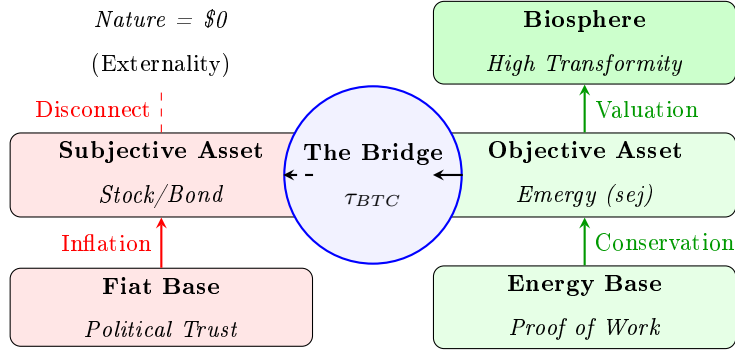 Nature = $0
(Externality)
Biosphere
High Transformity
Disconnect
Valuation
Subjective Asset
Stock/Bond
The Bridge
τ_BTC
Objective Asset
Emergy (sej)
Inflation
Conservation
Fiat Base
Political Trust
Energy Base
Proof of Work